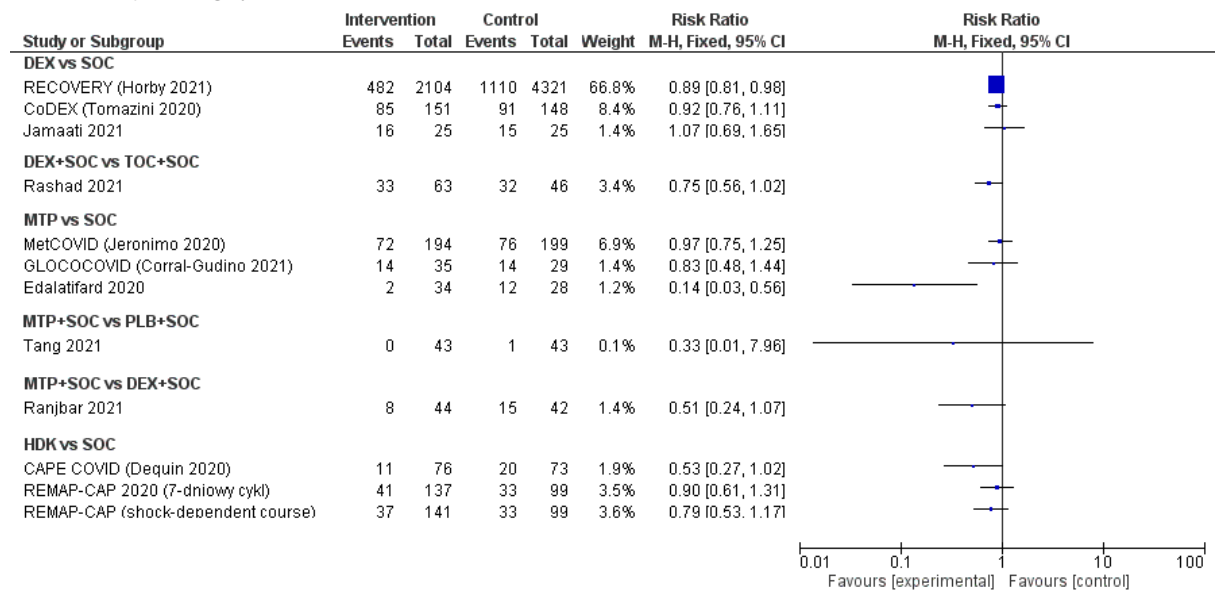 Intervention Control Risk Ratio Risk Ratio
Study or Subgroup Events Total Events Total Weight M-H, Fixed, 95% CI M-H, Fixed, 95% CI
DEX vs SOC
RECOVERY (Horby 2021) 482 2104 1110 4321 66.8% 0.89 [0.81, 0.98]
CoDEX (Tomazini 2020) 85 151 91 148 8.4% 0.92 [0.76, 1.11]
Jamaati 2021 16 25 15 25 1.4% 1.07 [0.69, 1.65]
DEX+SOC vs TOC+SOC
Rashad 2021 33 63 32 46 3.4% 0.75 [0.56, 1.02]
MTP vs SOC
MetCOVID (Jeronimo 2020) 72 194 76 199 6.9% 0.97 [0.75, 1.25]
GLOCOCOVID (Corral-Gudino 2021) 14 35 14 29 1.4% 0.83 [0.48, 1.44]
Edalatifard 2020 2 34 12 28 1.2% 0.14 [0.03, 0.56]
MTP+SOC vs PLB+SOC
Tang 2021 0 43 1 43 0.1% 0.33 [0.01, 7.96]
MTP+SOC vs DEX+SOC
Ranjbar 2021 8 44 15 42 1.4% 0.51 [0.24, 1.07]
HDK vs SOC
CAPE COVID (Dequin 2020) 11 76 20 73 1.9% 0.53 [0.27, 1.02]
REMAP-CAP 2020 (7-dniowy cykl) 41 137 33 99 3.5% 0.90 [0.61, 1.31]
REMAP-CAP (shock-dependent course) 37 141 33 99 3.6% 0.79 [0.53, 1.17]
0.01 0.1 1 10 100
Favours [experimental] Favours [control]